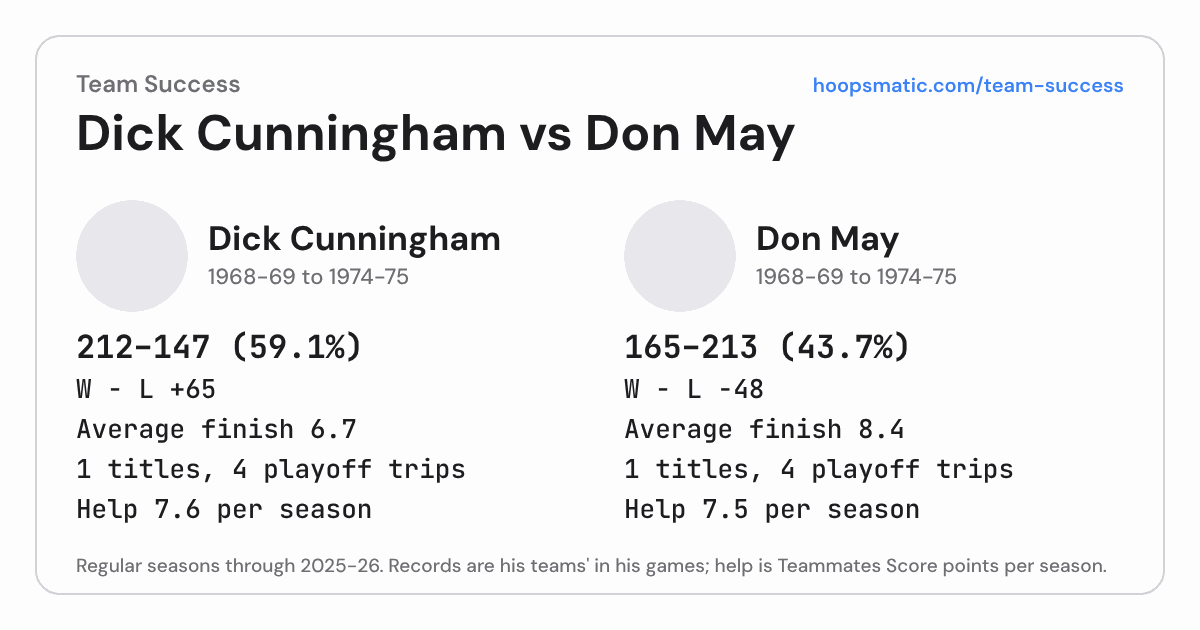 Team Success
hoopsmatic.com/team-success
Dick Cunningham vs Don May
Dick Cunningham
1968–69 to 1974–75
212–147 (59.1%)
W - L +65
Average finish 6.7
1 titles, 4 playoff trips
Help 7.6 per season
Don May
1968–69 to 1974–75
165–213 (43.7%)
W - L -48
Average finish 8.4
1 titles, 4 playoff trips
Help 7.5 per season
Regular seasons through 2025–26. Records are his teams' in his games; help is Teammates Score points per season.